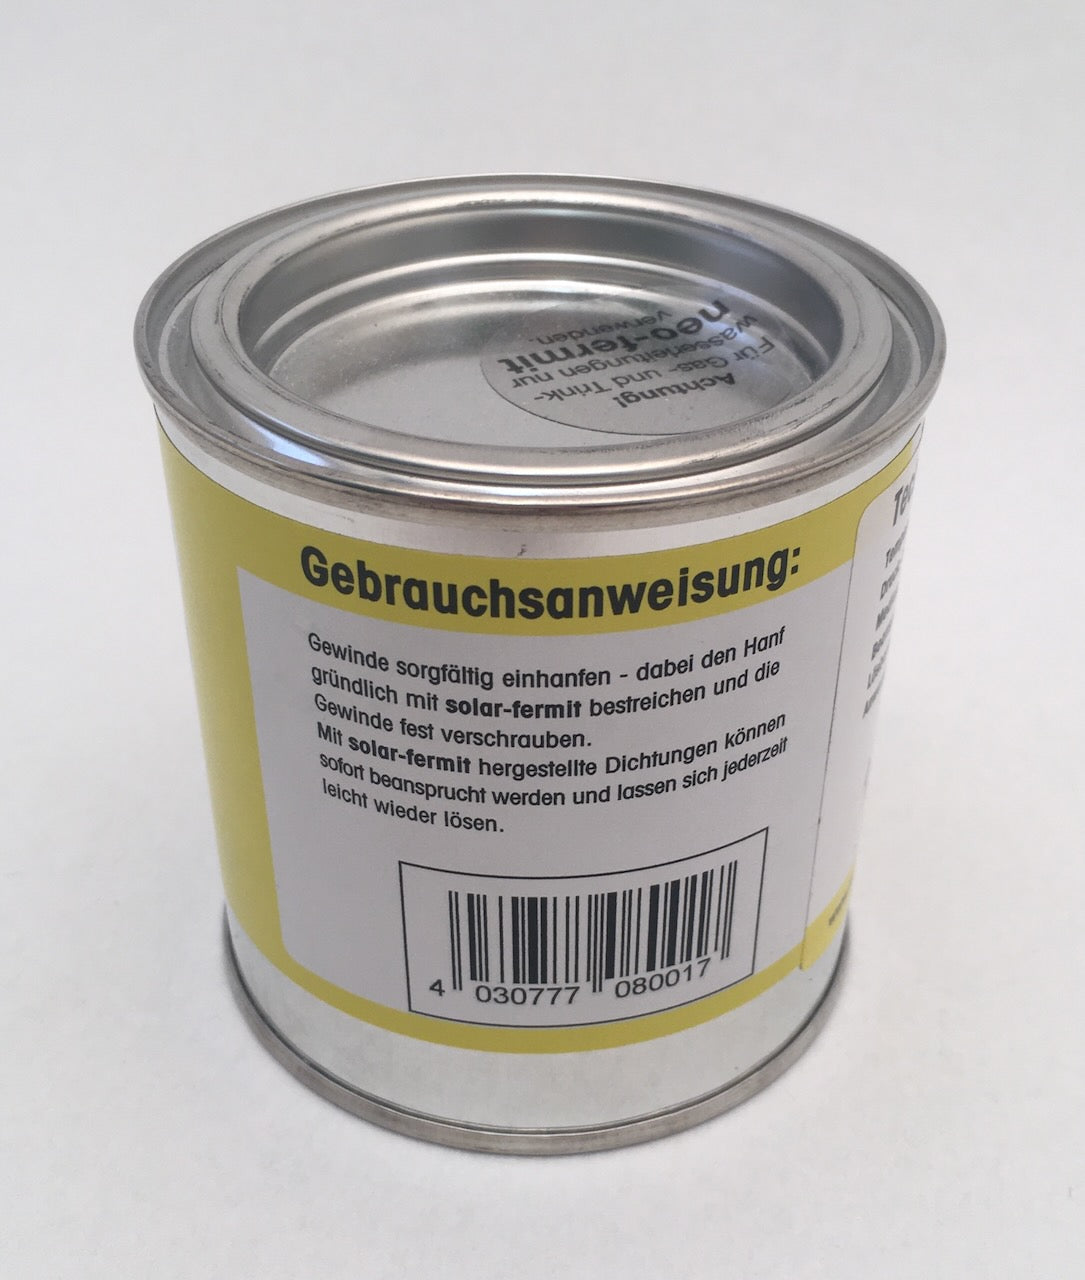 Achtung!
Für Gas- und Trink-
wasserleitungen nur
neo-fermit
verwenden.
Gebrauchsanweisung:
Gewinde sorgfältig einhanfen - dabei den Hanf
gründlich mit solar-fermit bestreichen und die
Gewinde fest verschrauben.
Mit solar-fermit hergestellte Dichtungen können
sofort beansprucht werden und lassen sich jederzeit
leicht wieder lösen.
4 030777 080017